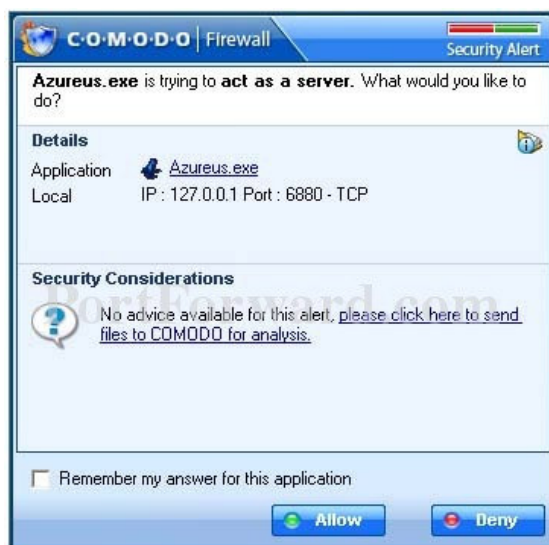 C·O·M·O·D·O | Firewall
Security Alert
Azureus.exe is trying to act as a server. What would you like to
do?
Details
Application Azureus.exe
Local IP : 127.0.0.1 Port : 6880 - TCP
Security Considerations
PortForward.com
No advice available for this alert, please click here to send
files to COMODO for analysis.
Remember my answer for this application
Allow
Deny